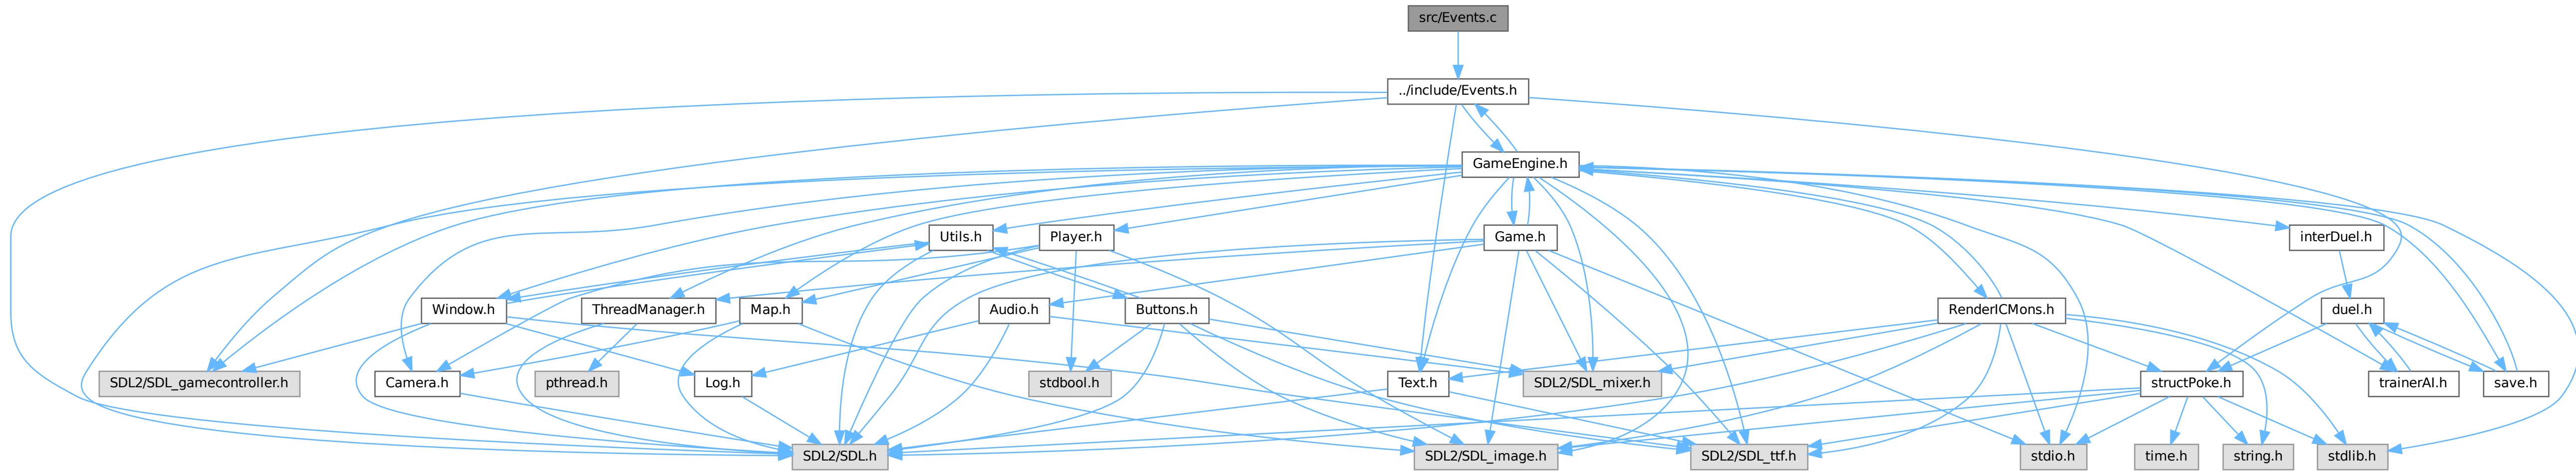 src/Events.c
../include/Events.h
GameEngine.h
Utils.h
Player.h
Game.h
interDuel.h
Window.h
ThreadManager.h
Map.h
Audio.h
Buttons.h
RenderICMons.h
duel.h
SDL2/SDL_gamecontroller.h
Camera.h
pthread.h
Log.h
stdbool.h
Text.h
SDL2/SDL_mixer.h
structPoke.h
trainerAI.h
save.h
SDL2/SDL.h
SDL2/SDL_image.h
SDL2/SDL_ttf.h
stdio.h
time.h
string.h
stdlib.h